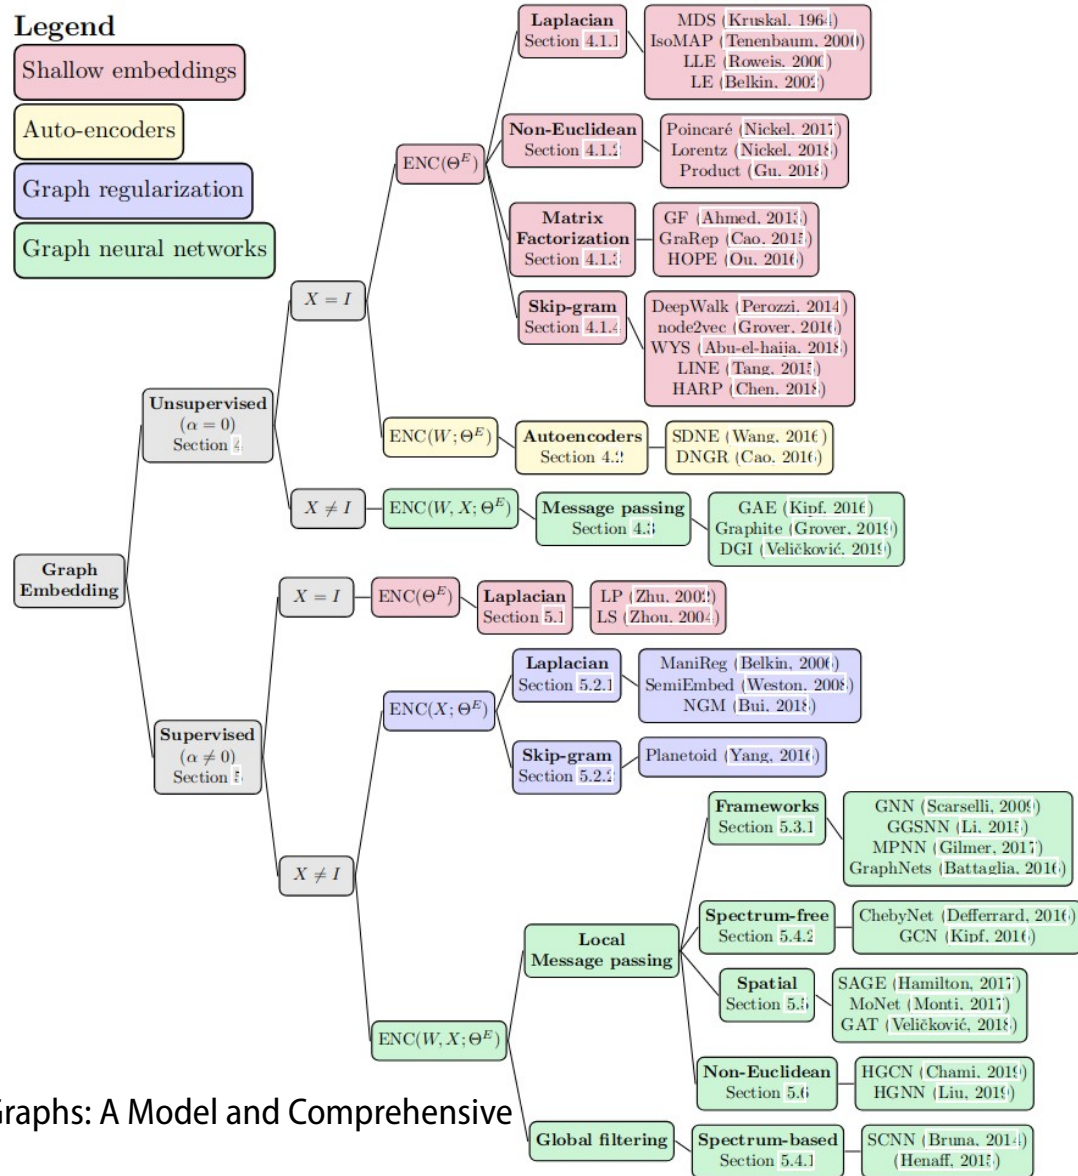 Legend
Shallow embeddings
Auto-encoders
Graph regularization
Graph neural networks
Graph
Embedding
Unsupervised
(α = 0)
Section 4
X = I
ENC(Θ^E)
Laplacian
Section 4.1.1
MDS (Kruskal, 1964)
IsoMAP (Tenenbaum, 2000)
LLE (Roweis, 2000)
LE (Belkin, 2002)
Non-Euclidean
Section 4.1.2
Poincaré (Nickel, 2017)
Lorentz (Nickel, 2018)
Product (Gu, 2018)
Matrix
Factorization
Section 4.1.3
GF (Ahmed, 2013)
GraRep (Cao, 2015)
HOPE (Ou, 2016)
Skip-gram
Section 4.1.4
DeepWalk (Perozzi, 2014)
node2vec (Grover, 2016)
WYS (Abu-el-haija, 2018)
LINE (Tang, 2015)
HARP (Chen, 2018)
ENC(W; Θ^E)
Autoencoders
Section 4.2
SDNE (Wang, 2016)
DNGR (Cao, 2016)
X ≠ I
ENC(W, X; Θ^E)
Message passing
Section 4.3
GAE (Kipf, 2016)
Graphite (Grover, 2019)
DGI (Veličković, 2019)
Supervised
(α ≠ 0)
Section 5
X = I
ENC(Θ^E)
Laplacian
Section 5.1
LP (Zhu, 2002)
LS (Zhou, 2004)
X ≠ I
ENC(X; Θ^E)
Laplacian
Section 5.2.1
ManiReg (Belkin, 2006)
SemiEmbed (Weston, 2008)
NGM (Bui, 2018)
Skip-gram
Section 5.2.2
Planetoid (Yang, 2016)
ENC(W, X; Θ^E)
Local
Message passing
Frameworks
Section 5.3.1
GNN (Scarselli, 2009)
GGSNN (Li, 2015)
MPNN (Gilmer, 2017)
GraphNets (Battaglia, 2016)
Spectrum-free
Section 5.4.2
ChebyNet (Defferrard, 2016)
GCN (Kipf, 2016)
Spatial
Section 5.5
SAGE (Hamilton, 2017)
MoNet (Monti, 2017)
GAT (Veličković, 2018)
Non-Euclidean
Section 5.6
HGCN (Chami, 2019)
HGNN (Liu, 2019)
Global filtering
Spectrum-based
Section 5.4.1
SCNN (Bruna, 2014)
(Henaff, 2015)
Graphs: A Model and Comprehensive